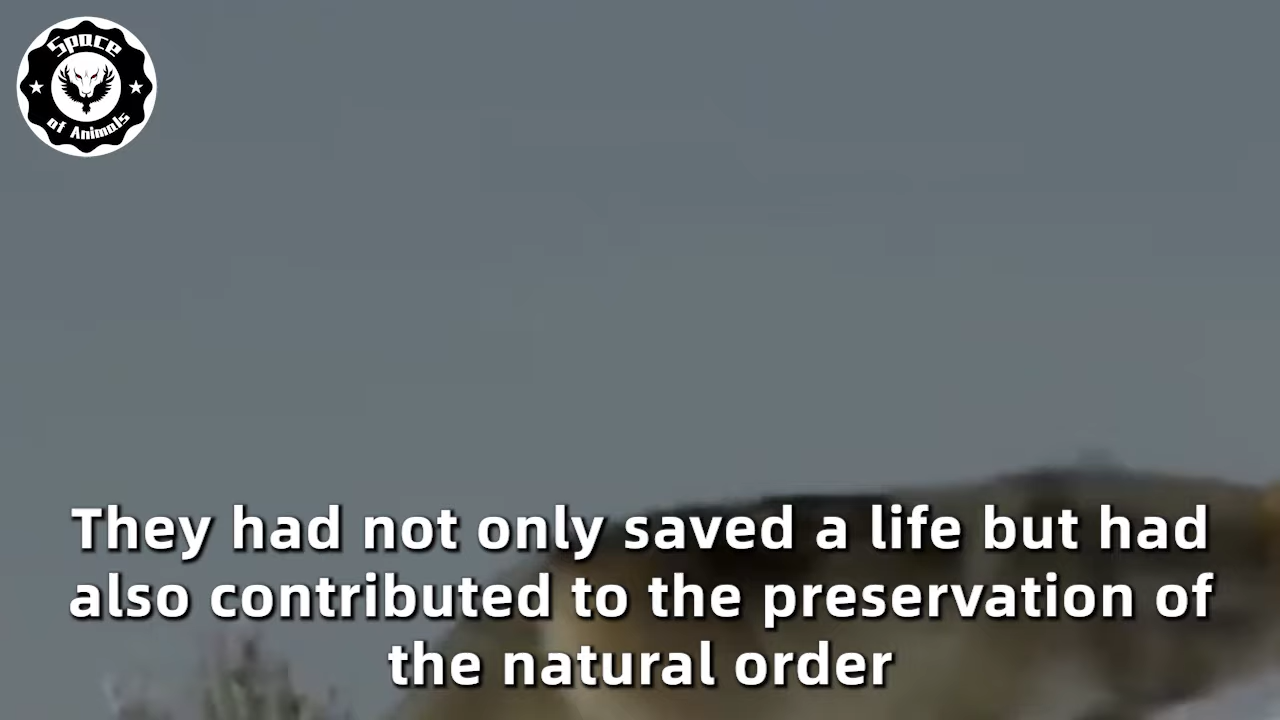 Space
of Animals
They had not only saved a life but had
also contributed to the preservation of
the natural order